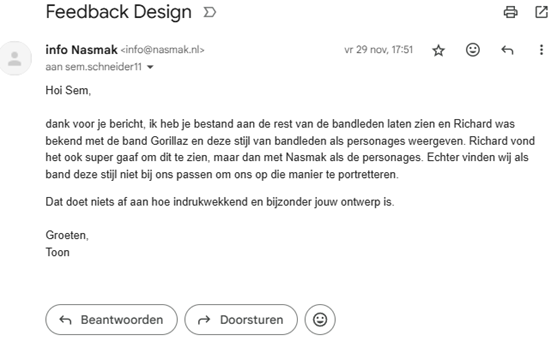 Feedback Design
info Nasmak <info@nasmak.nl>
vr 29 nov, 17:51
aan sem.schneider11
Hoi Sem,
dank voor je bericht, ik heb je bestand aan de rest van de bandleden laten zien en Richard was
bekend met de band Gorillaz en deze stijl van bandleden als personages weergeven. Richard vond
het ook super gaaf om dit te zien, maar dan met Nasmak als de personages. Echter vinden wij als
band deze stijl niet bij ons passen om ons op die manier te portretteren.
Dat doet niets af aan hoe indrukwekkend en bijzonder jouw ontwerp is.
Groeten,
Toon
Beantwoorden
Doorsturen